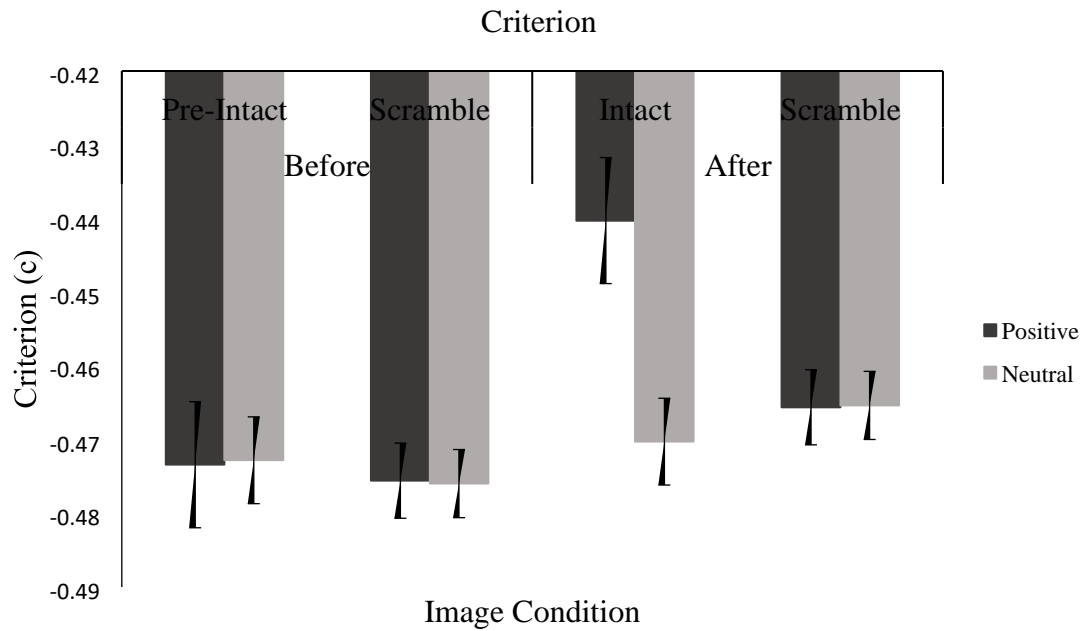 Criterion
-0.42
-0.43
-0.44
-0.45
-0.46
-0.47
-0.48
-0.49
Criterion (c)
Pre-Intact Scramble Intact Scramble
Before After
Positive
Neutral
Image Condition